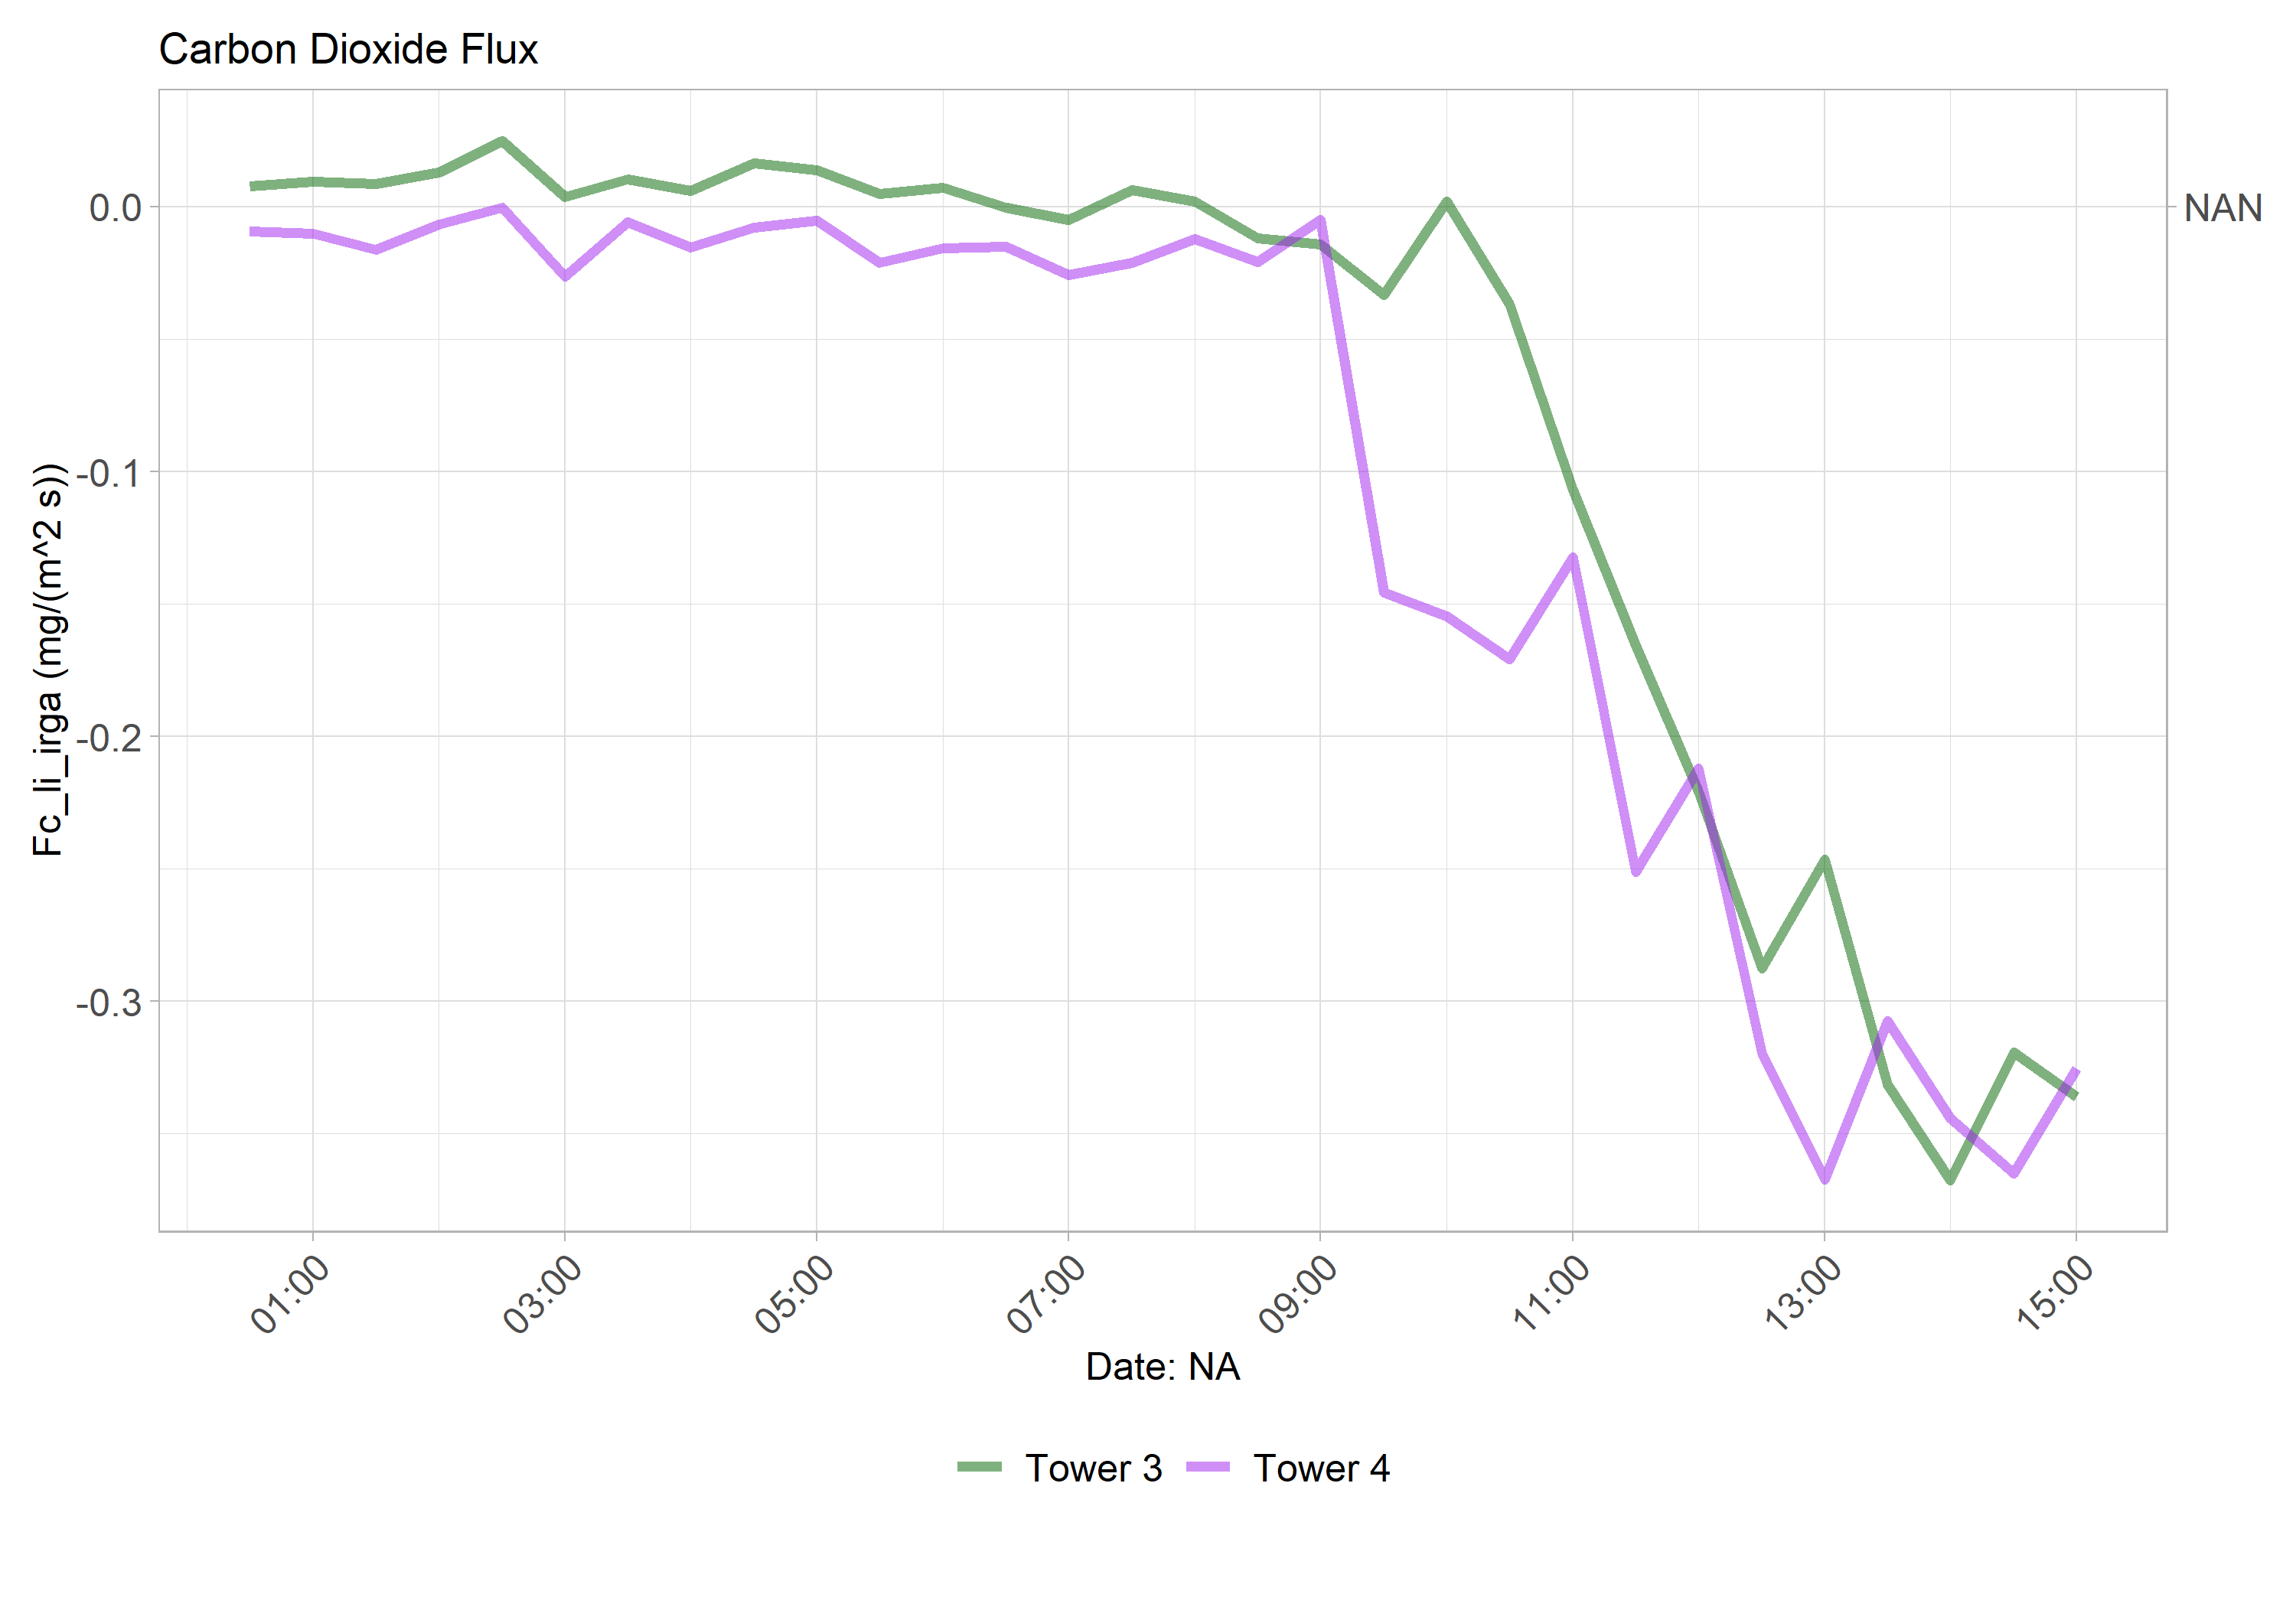 Carbon Dioxide Flux
Fc_li_irga (mg/(m^2 s))
0.0
-0.1
-0.2
-0.3
NAN
01:00
03:00
05:00
07:00
09:00
11:00
13:00
15:00
Date: NA
Tower 3
Tower 4